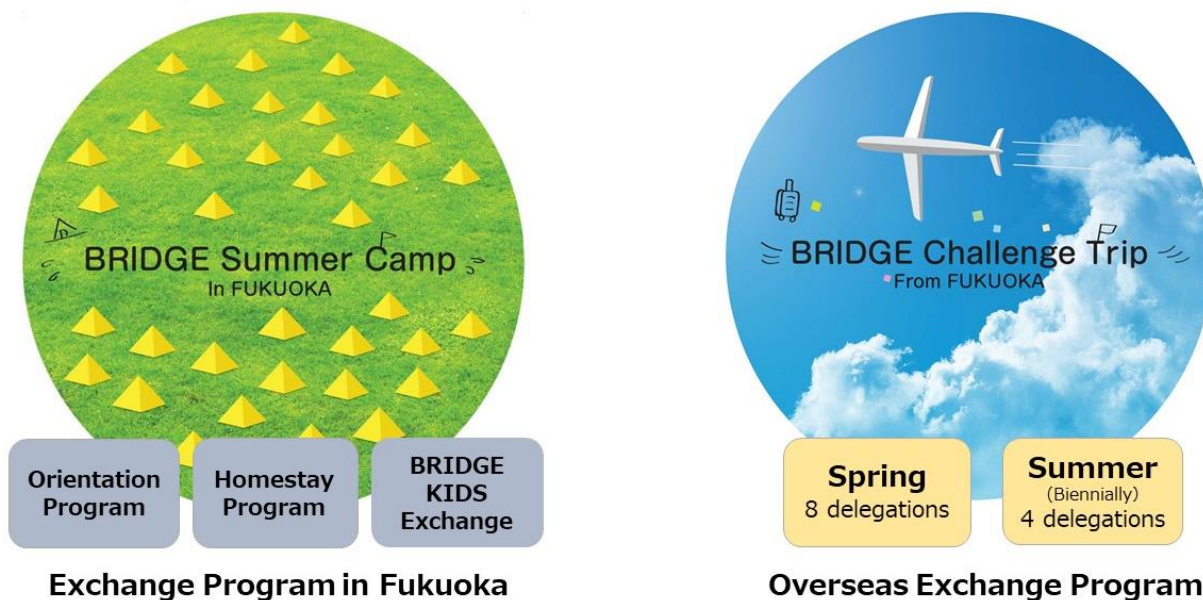 BRIDGE Summer Camp
In FUKUOKA
Orientation
Program
Homestay
Program
BRIDGE
KIDS
Exchange
Exchange Program in Fukuoka
BRIDGE Challenge Trip
From FUKUOKA
Spring
8 delegations
Summer
(Biennially)
4 delegations
Overseas Exchange Program